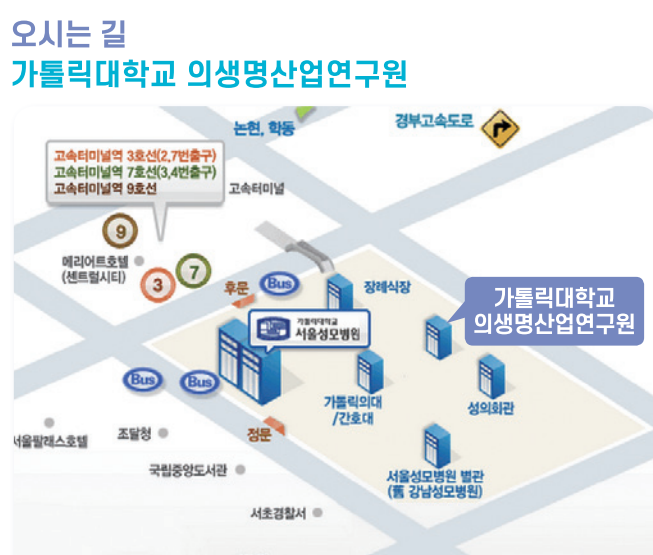 오시는 길
가톨릭대학교 의생명산업연구원
논현, 학동
경부고속도로
고속터미널역 3호선(2,7번출구)
고속터미널역 7호선(3,4번출구)
고속터미널역 9호선
고속터미널
9
메리어트호텔
(센트럴시티)
3
7
후문
Bus
장례식장
가톨릭대학교
의생명산업연구원
가톨릭대학교
서울성모병원
Bus
Bus
가톨릭의대
/간호대
성의회관
서울팔래스호텔
조달청
정문
국립중앙도서관
서울성모병원 별관
(舊 강남성모병원)
서초경찰서